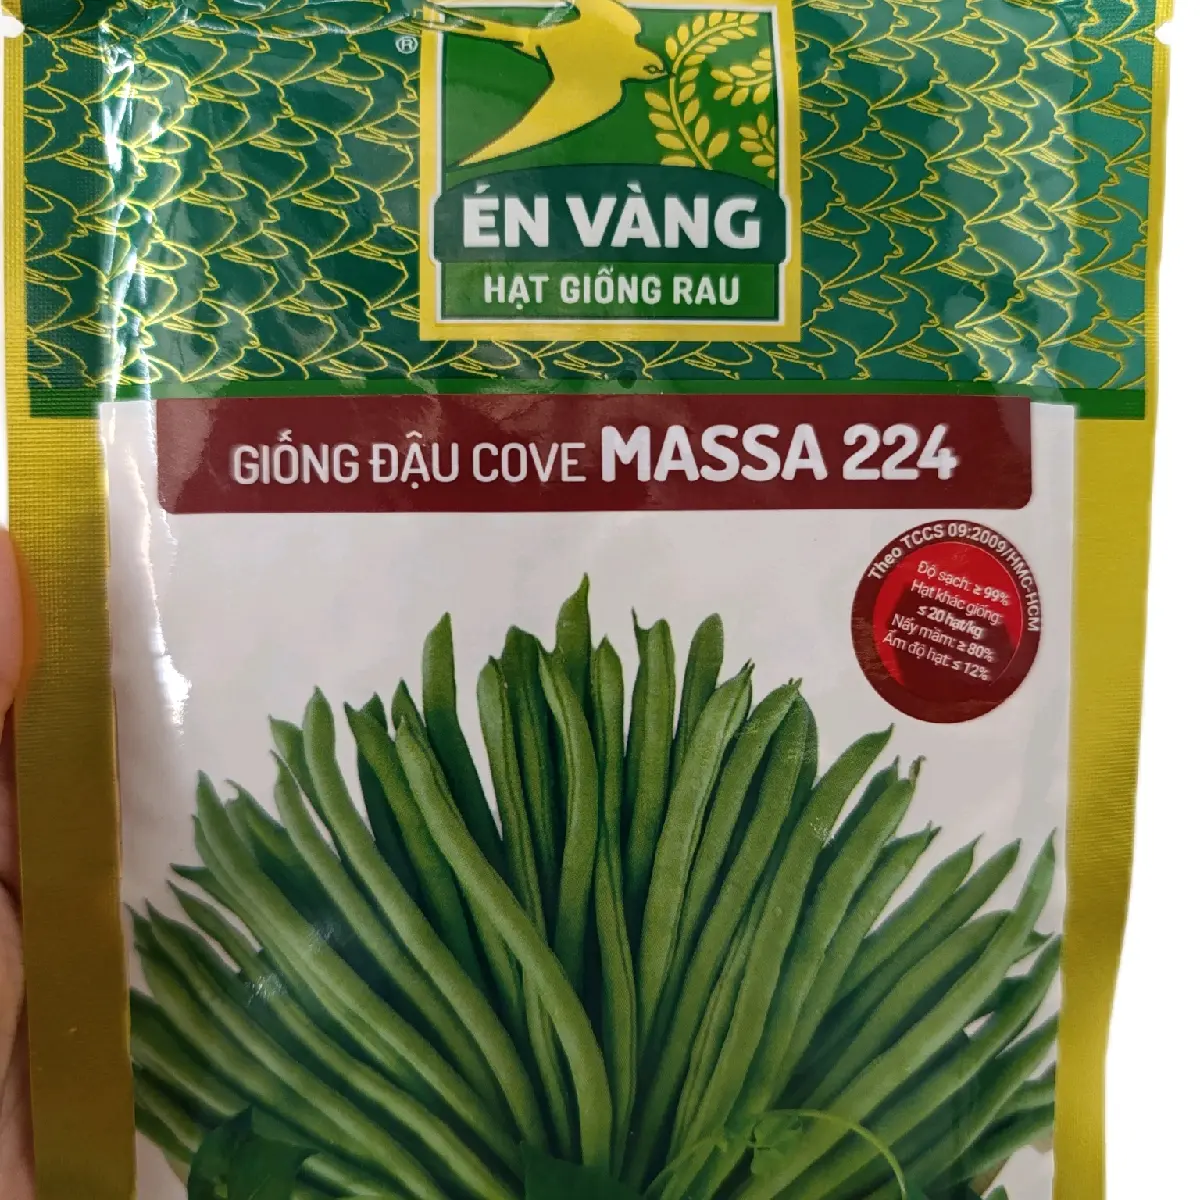 ®
ÉN VÀNG
HẠT GIỐNG RAU
GIỐNG ĐẬU COVE MASSA 224
Theo TCCS 09:2009/HMC-HCM
Độ sạch: ≥ 99%
Hạt khác giống:
≤ 20 hạt/kg
Nẩy mầm: ≥ 80%
Ẩm độ hạt: ≤ 12%